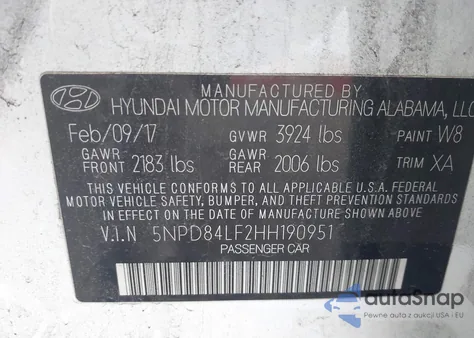 MANUFACTURED BY
HYUNDAI MOTOR MANUFACTURING ALABAMA, LLC
Feb/09/17 GVWR 3924 lbs PAINT W8
GAWR FRONT 2183 lbs GAWR REAR 2006 lbs TRIM XA
THIS VEHICLE CONFORMS TO ALL APPLICABLE U.S.A. FEDERAL
MOTOR VEHICLE SAFETY, BUMPER, AND THEFT PREVENTION STANDARDS
IN EFFECT ON THE DATE OF MANUFACTURE SHOWN ABOVE.
V.I.N 5NPD84LF2HH190951
PASSENGER CAR
autoSnap
Pewne auta z aukcji USA i EU